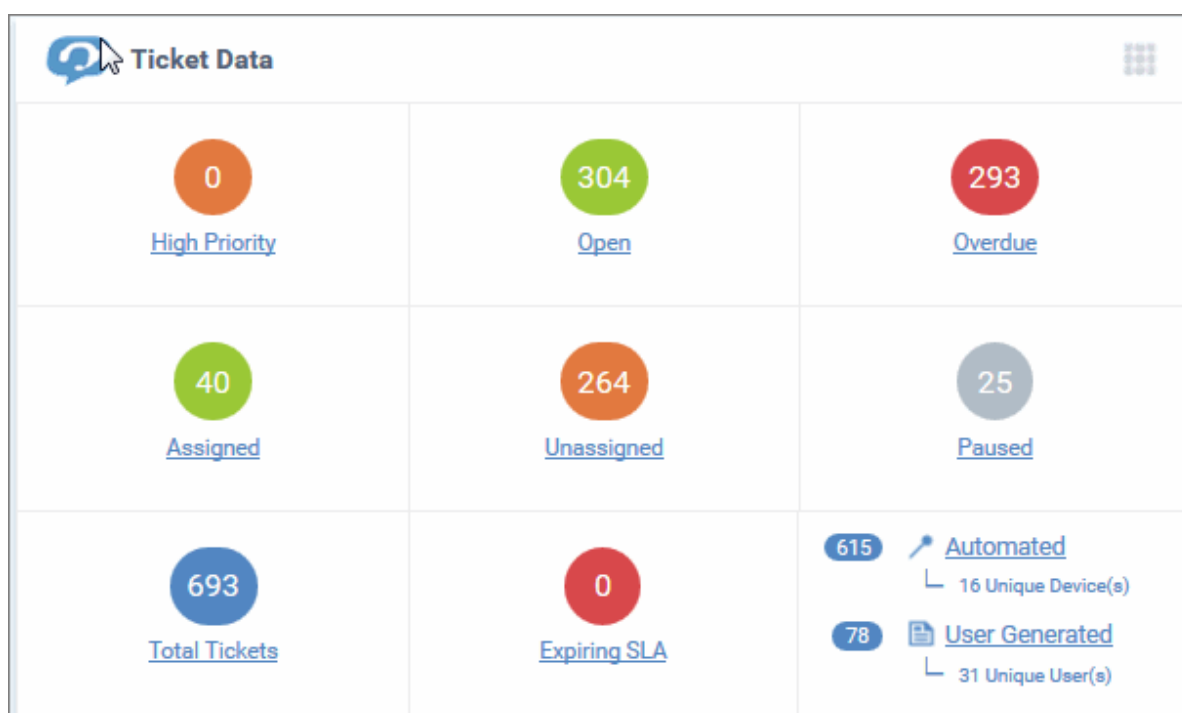 Ticket Data
0
High Priority
304
Open
293
Overdue
40
Assigned
264
Unassigned
25
Paused
693
Total Tickets
0
Expiring SLA
615 Automated
16 Unique Device(s)
78 User Generated
31 Unique User(s)